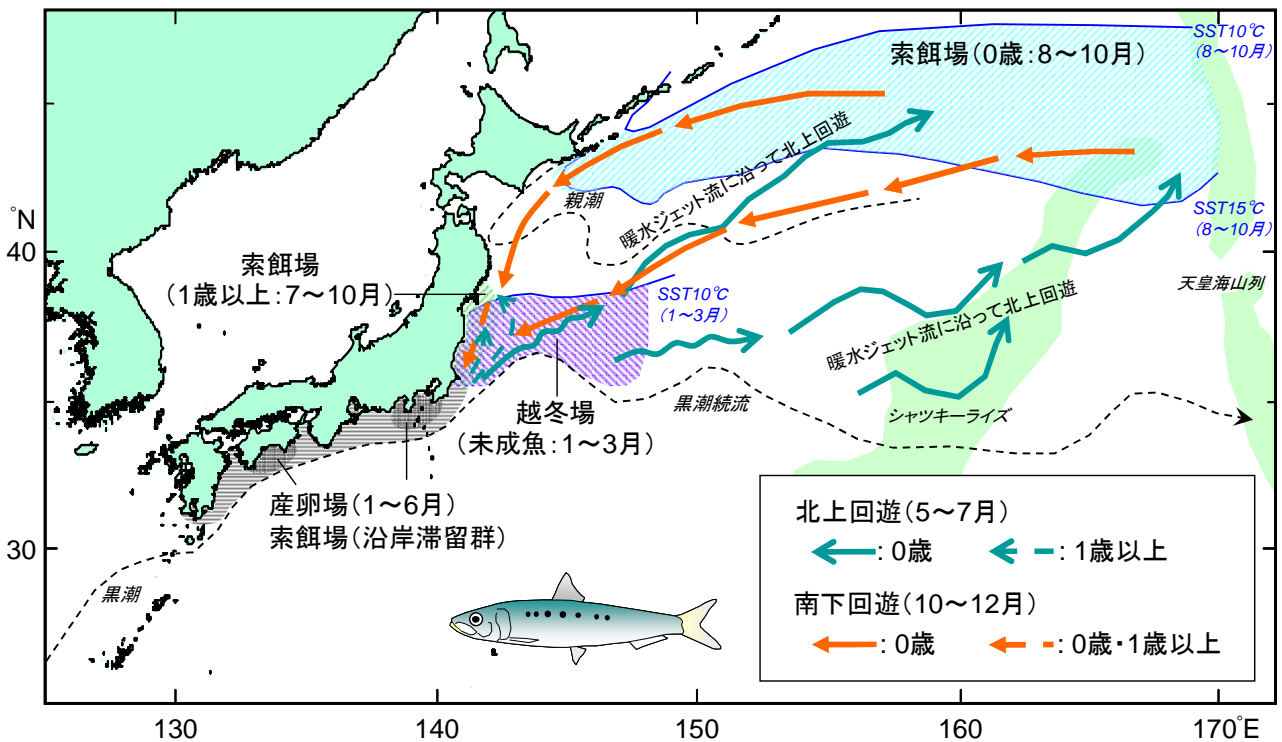 SST10℃
(8～10月)
索餌場(0歳:8～10月)
暖水ジェット流に沿って北上回遊
親潮
°N
40
SST15℃
(8～10月)
索餌場
(1歳以上:7～10月)
天皇海山列
SST10℃
(1～3月)
暖水ジェット流に沿って北上回遊
黒潮続流
シャツキーライズ
越冬場
(未成魚:1～3月)
産卵場(1～6月)
索餌場(沿岸滞留群)
30
黒潮
北上回遊(5～7月)
:0歳
:1歳以上
南下回遊(10～12月)
:0歳
:0歳・1歳以上
130
140
150
160
170°E